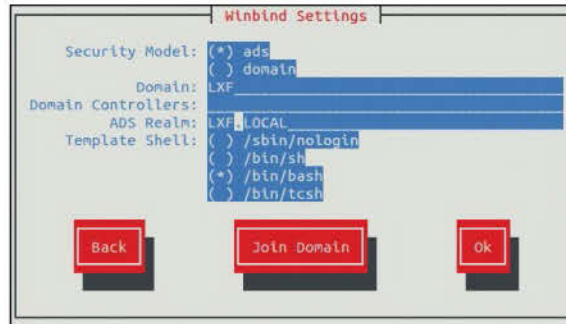 Winbind Settings
Security Model: (*) ads
( ) domain
Domain: LXF
Domain Controllers:
ADS Realm: LXF.LOCAL
Template Shell: ( ) /sbin/nologin
( ) /bin/sh
(*) /bin/bash
( ) /bin/tcsh
Back Join Domain Ok